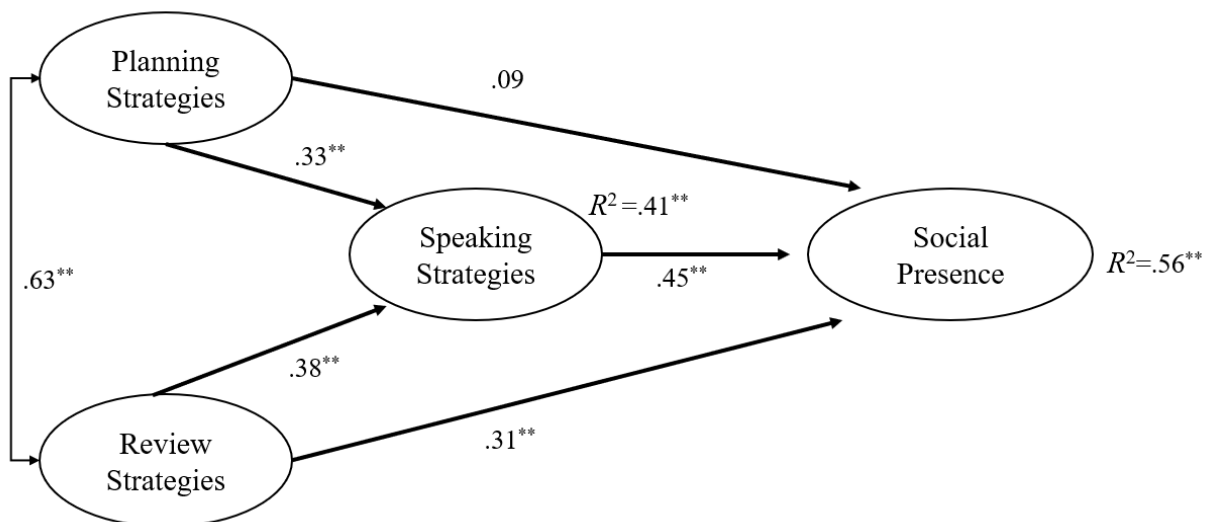 Planning
Strategies
.09
.33**
R² =.41**
Speaking
Strategies
.45**
Social
Presence
R²=.56**
.63**
.38**
Review
Strategies
.31**